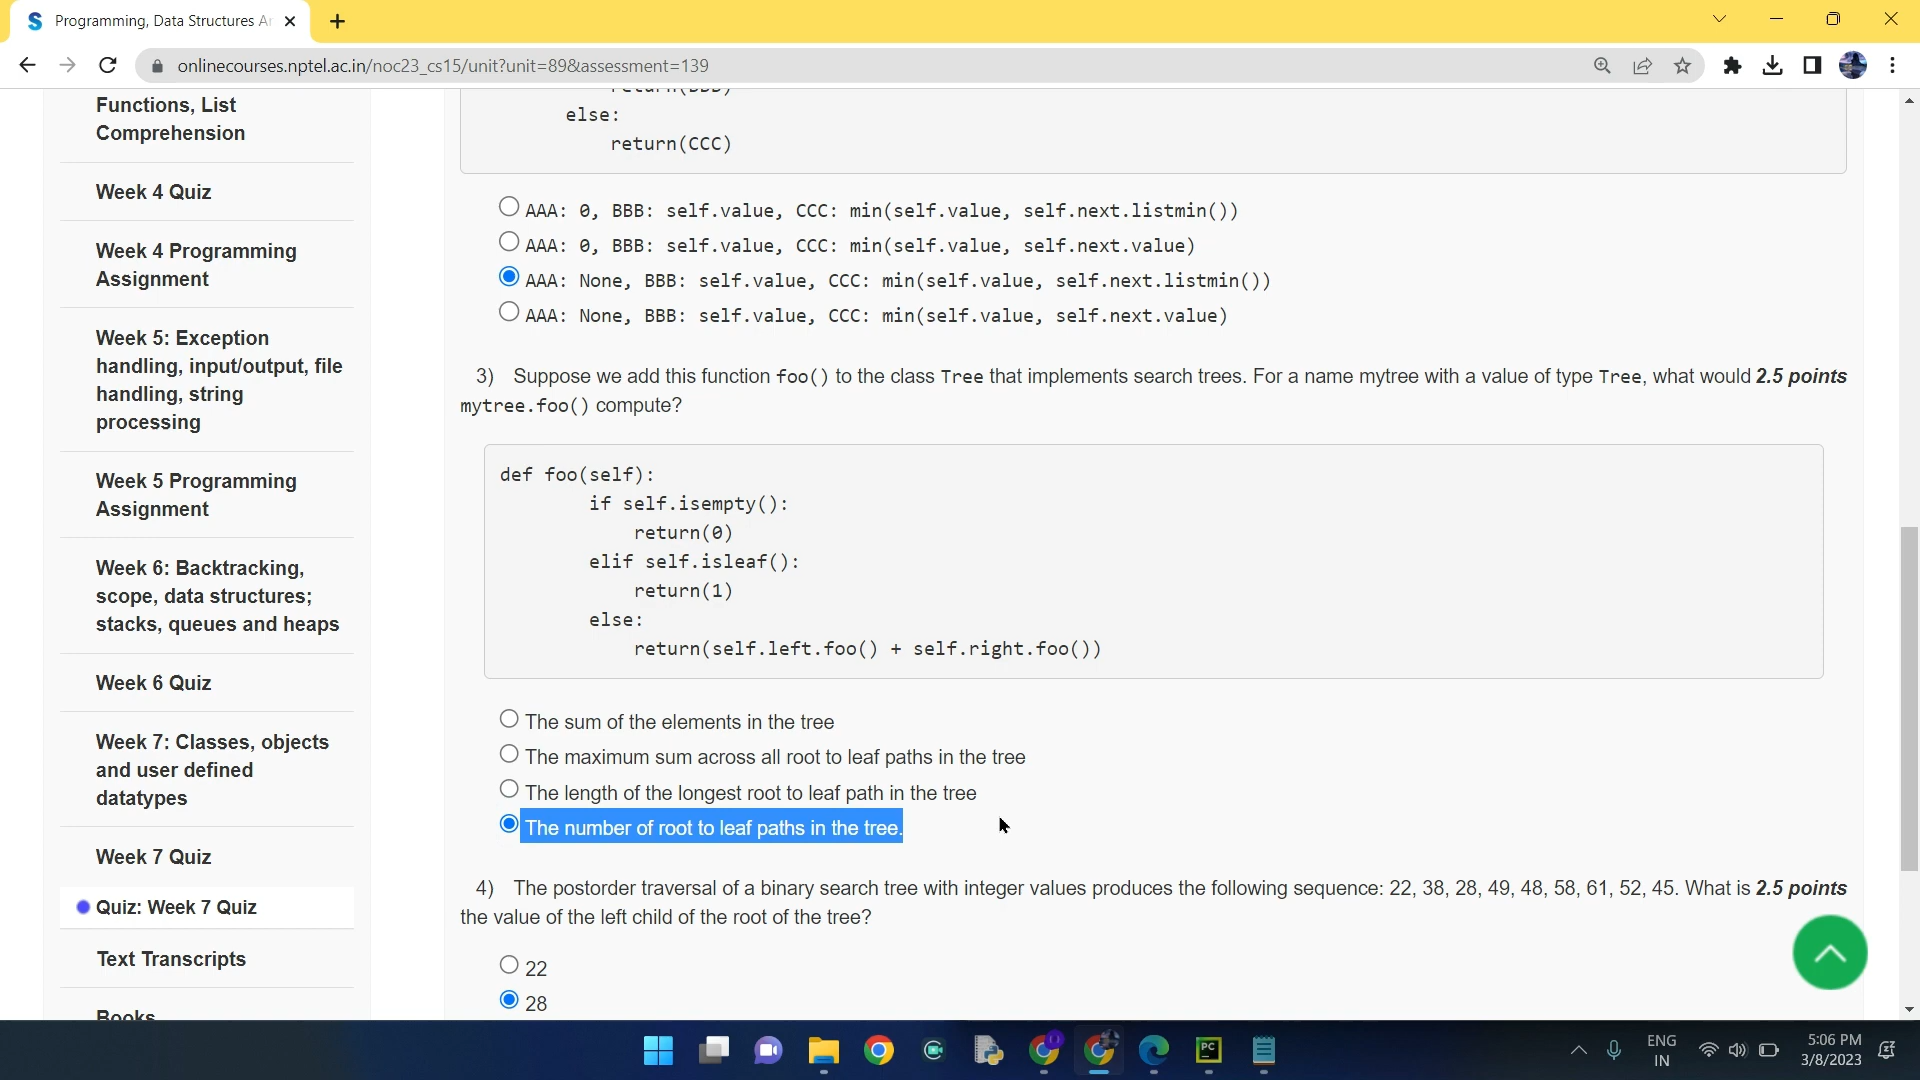 Programming, Data Structures Ar
onlinecourses.nptel.ac.in/noc23_cs15/unit?unit=89&assessment=139
Functions, List
Comprehension
Week 4 Quiz
Week 4 Programming
Assignment
Week 5: Exception
handling, input/output, file
handling, string
processing
Week 5 Programming
Assignment
Week 6: Backtracking,
scope, data structures;
stacks, queues and heaps
Week 6 Quiz
Week 7: Classes, objects
and user defined
datatypes
Week 7 Quiz
Quiz: Week 7 Quiz
Text Transcripts
Books
return(BBB)
else:
return(CCC)
AAA: 0, BBB: self.value, CCC: min(self.value, self.next.listmin())
AAA: 0, BBB: self.value, CCC: min(self.value, self.next.value)
AAA: None, BBB: self.value, CCC: min(self.value, self.next.listmin())
AAA: None, BBB: self.value, CCC: min(self.value, self.next.value)
3) Suppose we add this function foo() to the class Tree that implements search trees. For a name mytree with a value of type Tree, what would 2.5 points
mytree.foo() compute?
def foo(self):
if self.isempty():
return(0)
elif self.isleaf():
return(1)
else:
return(self.left.foo() + self.right.foo())
The sum of the elements in the tree
The maximum sum across all root to leaf paths in the tree
The length of the longest root to leaf path in the tree
The number of root to leaf paths in the tree.
4) The postorder traversal of a binary search tree with integer values produces the following sequence: 22, 38, 28, 49, 48, 58, 61, 52, 45. What is 2.5 points
the value of the left child of the root of the tree?
22
28
PC
ENG
IN
5:06 PM
3/8/2023